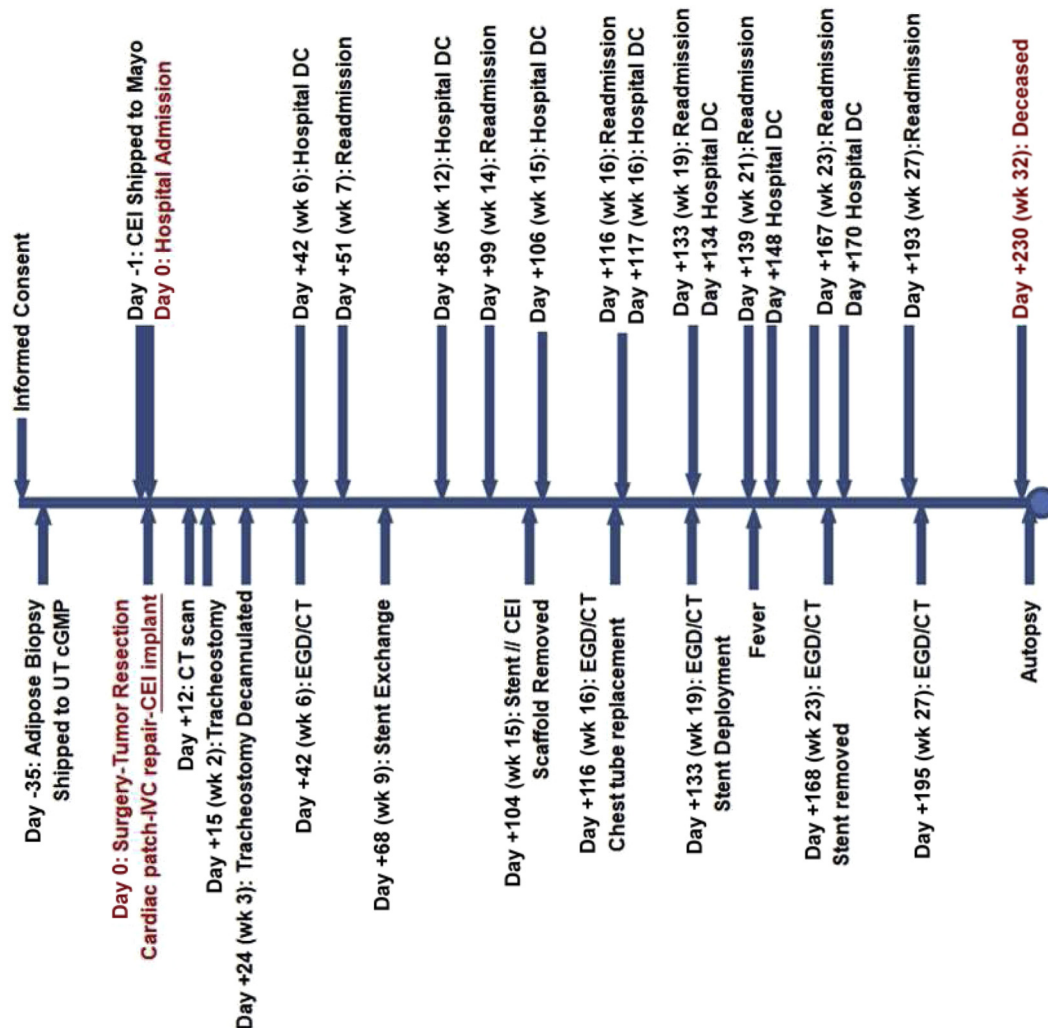 Informed Consent
Day -1: CEI Shipped to Mayo
Day 0: Hospital Admission
Day +42 (wk 6): Hospital DC
Day +51 (wk 7): Readmission
Day +85 (wk 12): Hospital DC
Day +99 (wk 14): Readmission
Day +106 (wk 15): Hospital DC
Day +116 (wk 16): Readmission
Day +117 (wk 16): Hospital DC
Day +133 (wk 19): Readmission
Day +134 Hospital DC
Day +139 (wk 21): Readmission
Day +148 Hospital DC
Day +167 (wk 23): Readmission
Day +170 Hospital DC
Day +193 (wk 27): Readmission
Day +230 (wk 32): Deceased
Day -35: Adipose Biopsy
Shipped to UT cGMP
Day 0: Surgery-Tumor Resection
Cardiac patch-IVC repair-CEI implant
Day +12: CT scan
Day +15 (wk 2): Tracheostomy
Day +24 (wk 3): Tracheostomy Decannulated
Day +42 (wk 6): EGD/CT
Day +68 (wk 9): Stent Exchange
Day +104 (wk 15): Stent // CEI
Scaffold Removed
Day +116 (wk 16): EGD/CT
Chest tube replacement
Day +133 (wk 19): EGD/CT
Stent Deployment
Fever
Day +168 (wk 23): EGD/CT
Stent removed
Day +195 (wk 27): EGD/CT
Autopsy